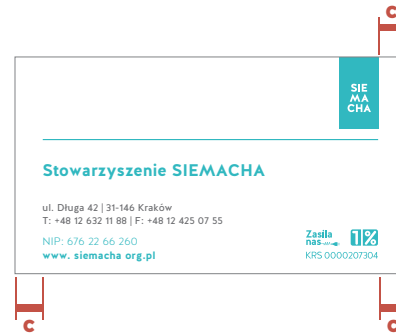 C
SIE
MA
CHA
Stowarzyszenie SIEMACHA
ul. Długa 42 | 31-146 Kraków
T: +48 12 632 11 88 | F: +48 12 425 07 55
NIP: 676 22 66 260
www. siemacha org.pl
Zasila
nas
1%
KRS 0000207304
C
C